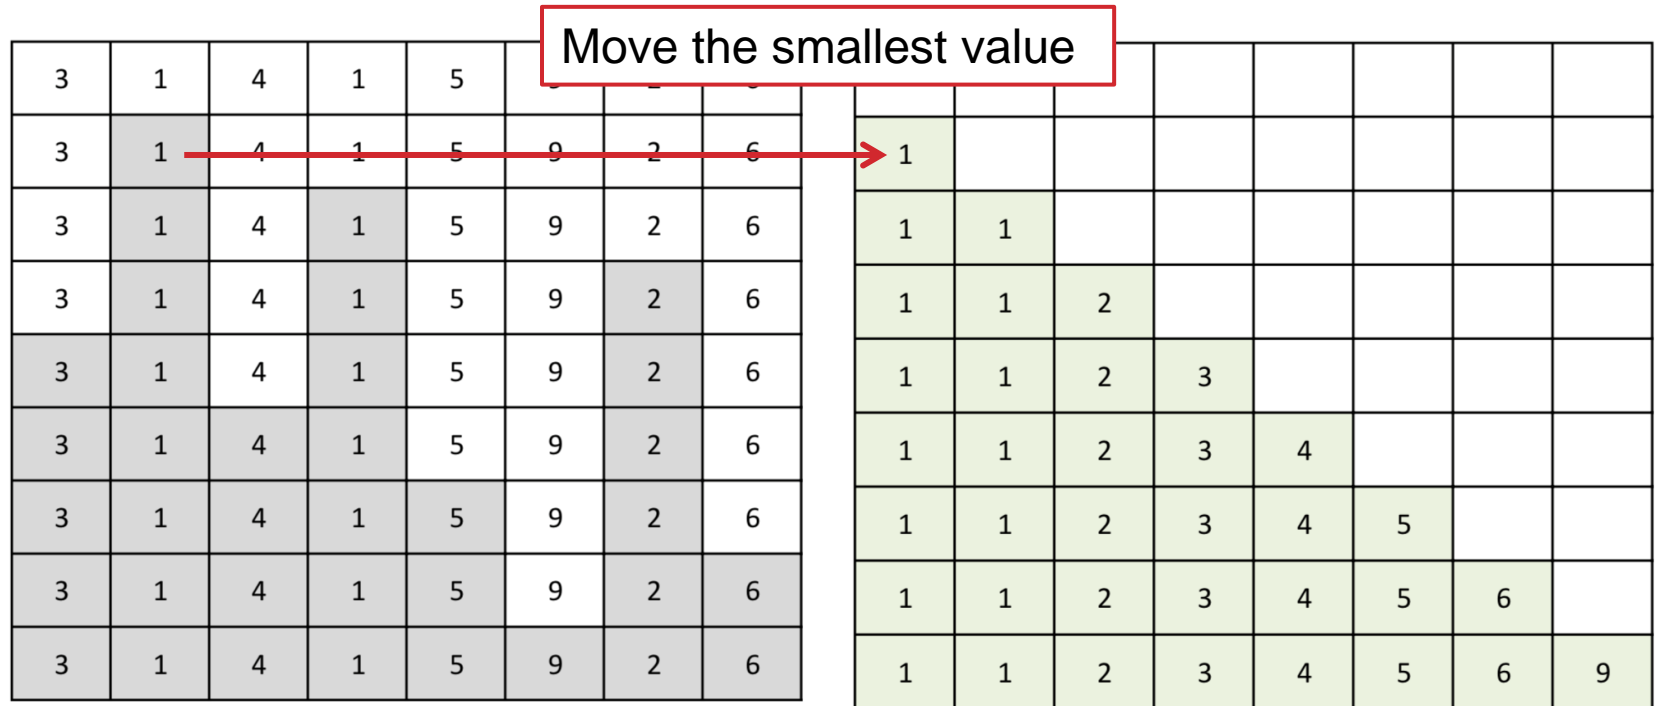 Move the smallest value
3 1 4 1 5
3 1 4 1 5 9 2 6 1
3 1 4 1 5 9 2 6 1 1
3 1 4 1 5 9 2 6 1 1 2
3 1 4 1 5 9 2 6 1 1 2 3
3 1 4 1 5 9 2 6 1 1 2 3 4
3 1 4 1 5 9 2 6 1 1 2 3 4 5
3 1 4 1 5 9 2 6 1 1 2 3 4 5 6
3 1 4 1 5 9 2 6 1 1 2 3 4 5 6 9